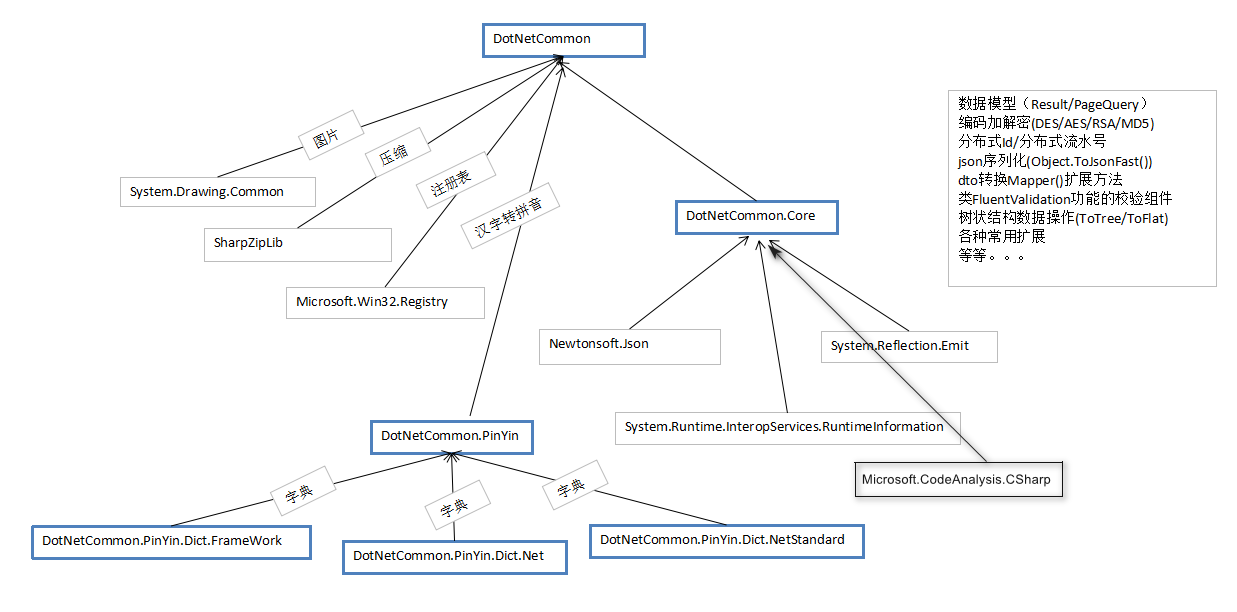 DotNetCommon
数据模型（Result/PageQuery）
编码加解密(DES/AES/RSA/MD5)
分布式Id/分布式流水号
json序列化(Object.ToJsonFast())
dto转换Mapper()扩展方法
类FluentValidation功能的校验组件
树状结构数据操作(ToTree/ToFlat)
各种常用扩展
等等。。。
图片
压缩
注册表
汉字转拼音
System.Drawing.Common
SharpZipLib
Microsoft.Win32.Registry
DotNetCommon.Core
Newtonsoft.Json
System.Reflection.Emit
System.Runtime.InteropServices.RuntimeInformation
Microsoft.CodeAnalysis.CSharp
DotNetCommon.PinYin
字典
字典
字典
DotNetCommon.PinYin.Dict.FrameWork
DotNetCommon.PinYin.Dict.Net
DotNetCommon.PinYin.Dict.NetStandard